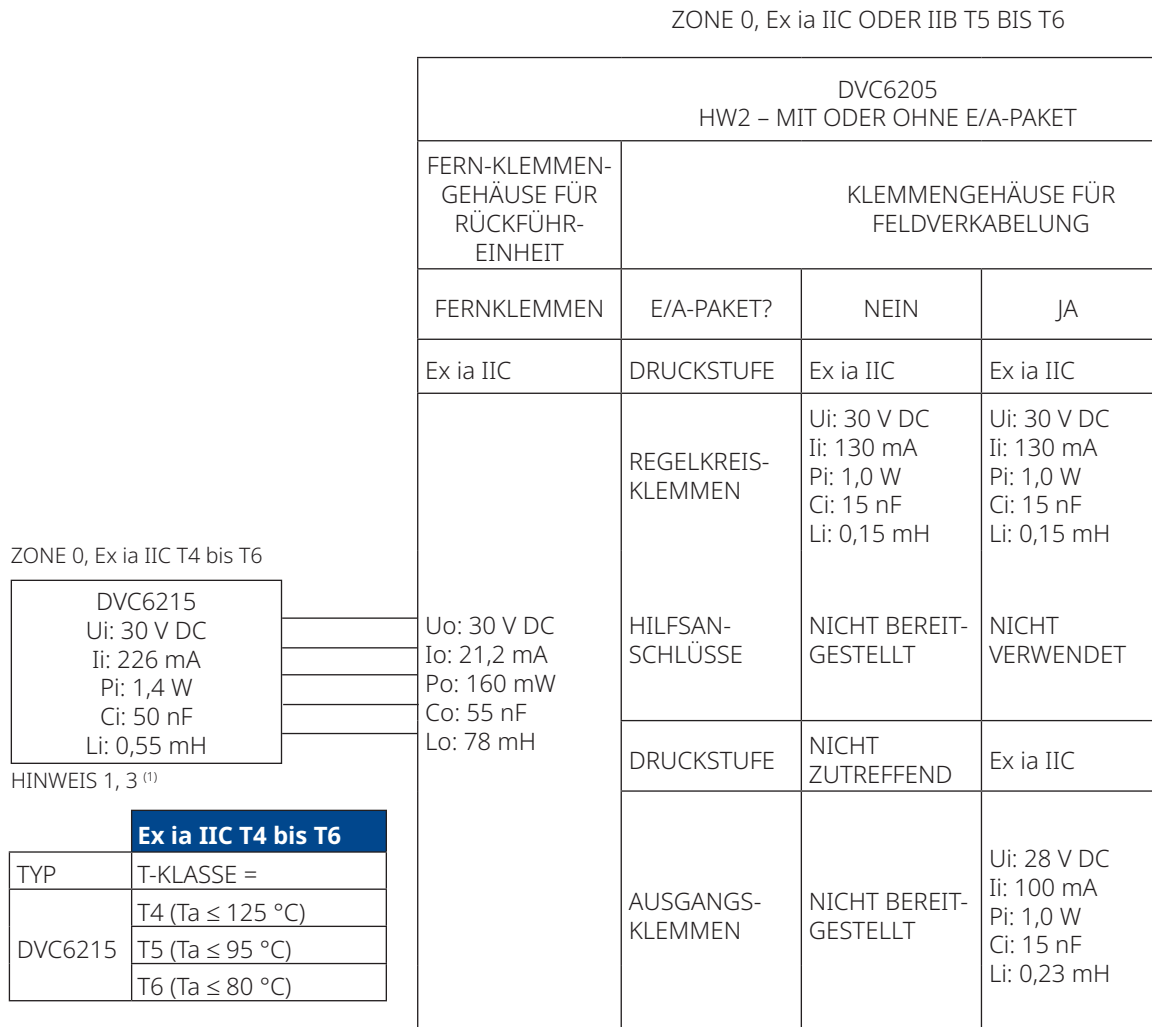 ZONE 0, Ex ia IIC ODER IIB T5 BIS T6
DVC6205
HW2 – MIT ODER OHNE E/A-PAKET
FERN-KLEMMEN-
GEHÄUSE FÜR
RÜCKFÜHR-
EINHEIT
KLEMMENGEHÄUSE FÜR
FELDVERKABELUNG
FERNKLEMMEN
E/A-PAKET?
NEIN
JA
Ex ia IIC
DRUCKSTUFE
Ex ia IIC
Ex ia IIC
REGELKREIS-
KLEMMEN
Ui: 30 V DC
Ii: 130 mA
Pi: 1,0 W
Ci: 15 nF
Li: 0,15 mH
Ui: 30 V DC
Ii: 130 mA
Pi: 1,0 W
Ci: 15 nF
Li: 0,15 mH
ZONE 0, Ex ia IIC T4 bis T6
DVC6215
Ui: 30 V DC
Ii: 226 mA
Pi: 1,4 W
Ci: 50 nF
Li: 0,55 mH
HINWEIS 1, 3 (1)
Uo: 30 V DC
Io: 21,2 mA
Po: 160 mW
Co: 55 nF
Lo: 78 mH
HILFSAN-
SCHLÜSSE
NICHT BEREIT-
GESTELLT
NICHT
VERWENDET
DRUCKSTUFE
NICHT
ZUTREFFEND
Ex ia IIC
AUSGANGS-
KLEMMEN
NICHT BEREIT-
GESTELLT
Ui: 28 V DC
Ii: 100 mA
Pi: 1,0 W
Ci: 15 nF
Li: 0,23 mH
Ex ia IIC T4 bis T6
TYP
T-KLASSE =
DVC6215
T4 (Ta ≤ 125 °C)
T5 (Ta ≤ 95 °C)
T6 (Ta ≤ 80 °C)